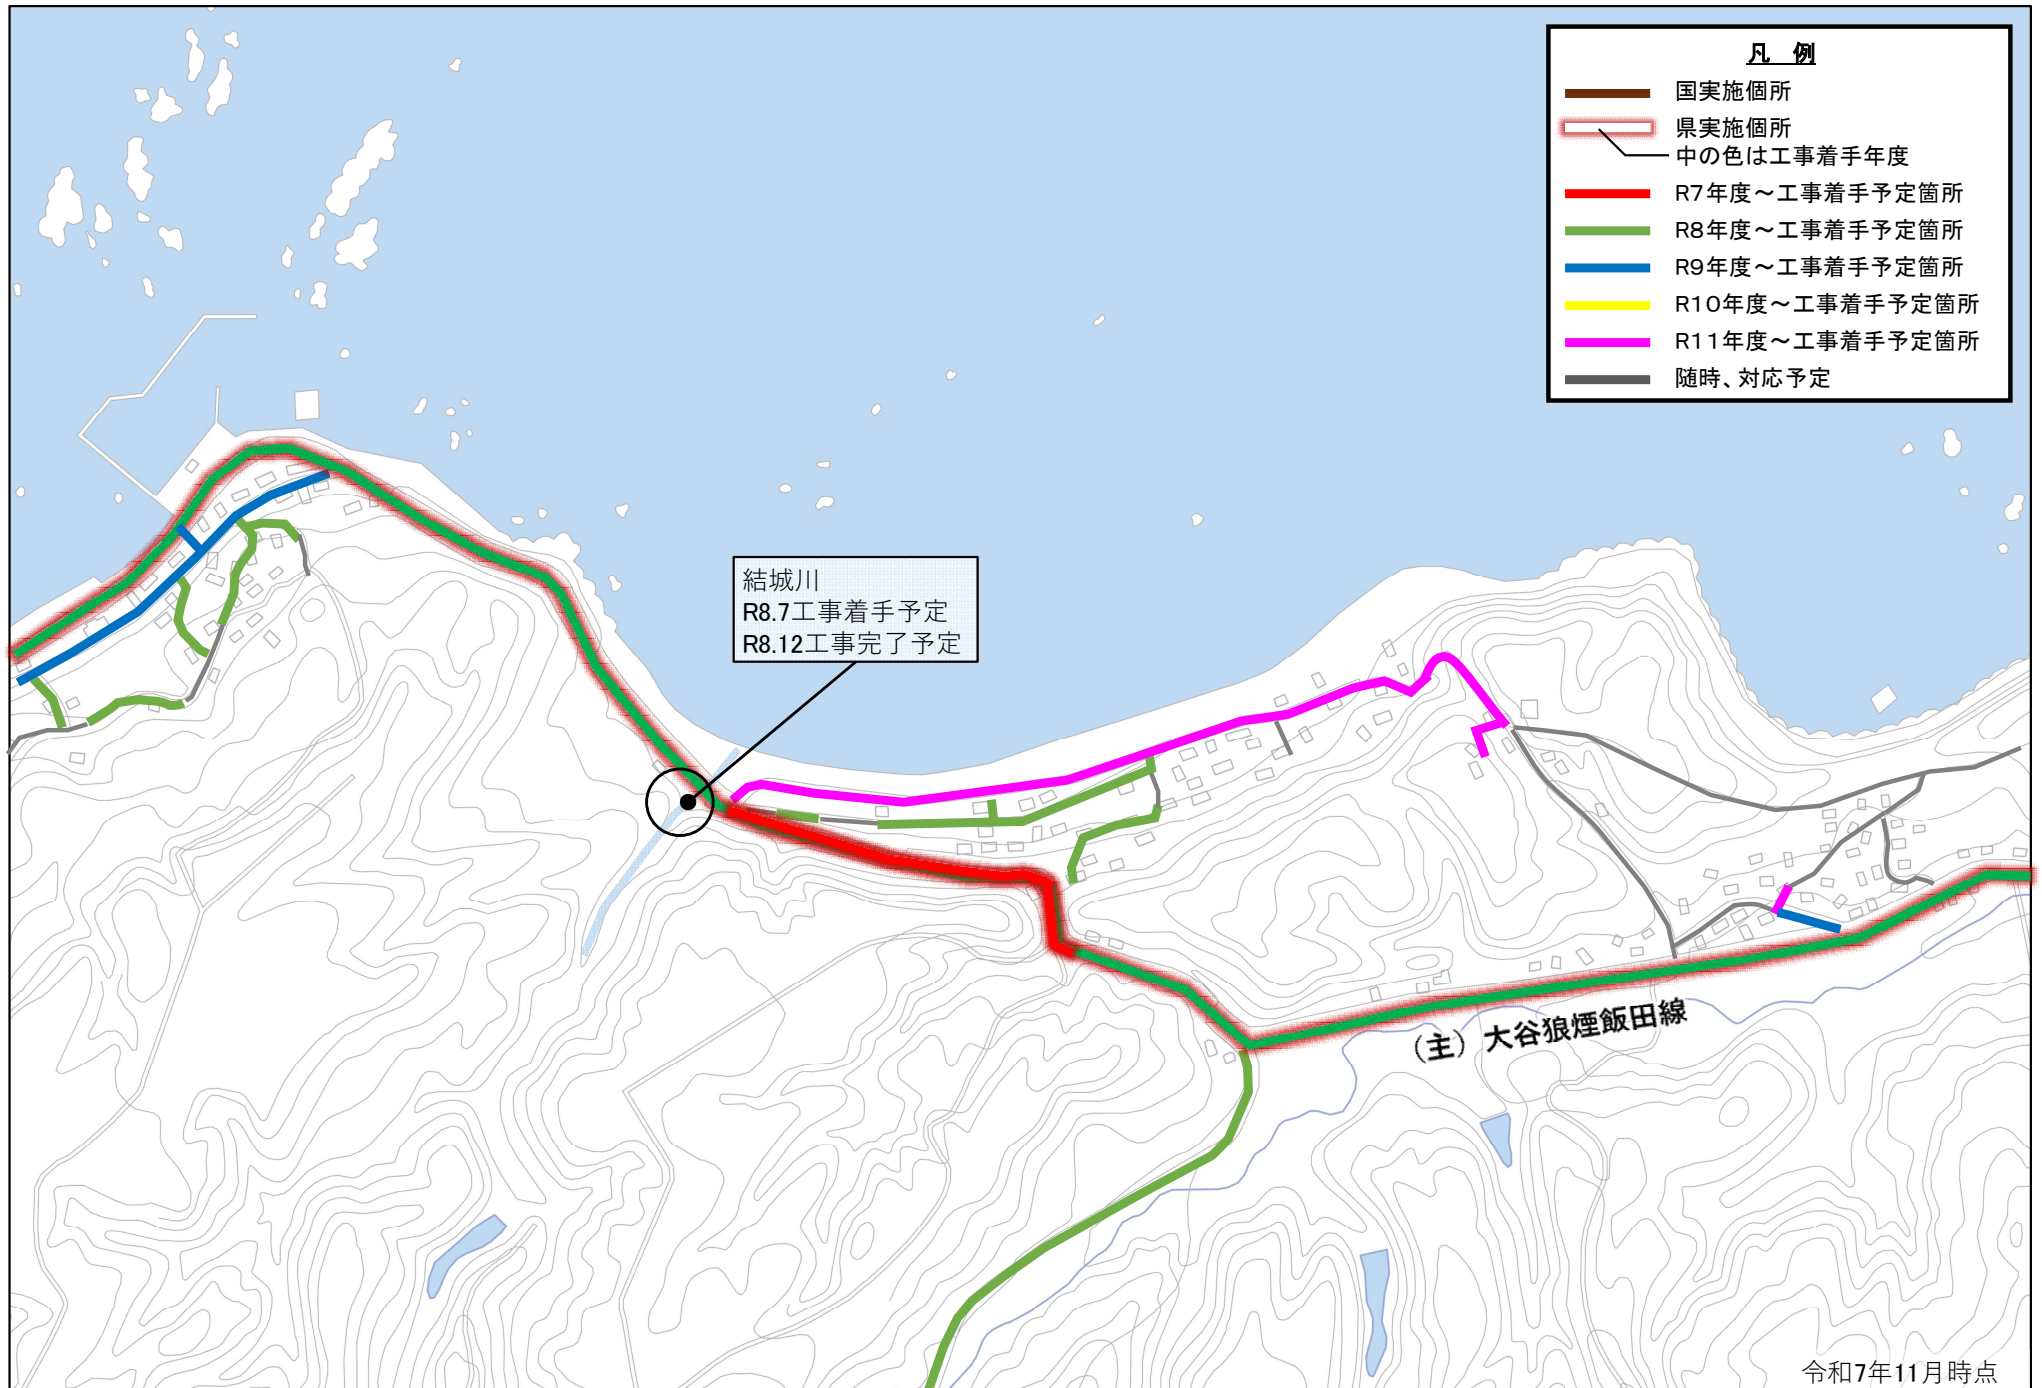 凡 例
国実施個所
県実施個所
中の色は工事着手年度
R7年度～工事着手予定箇所
R8年度～工事着手予定箇所
R9年度～工事着手予定箇所
R10年度～工事着手予定箇所
R11年度～工事着手予定箇所
随時、対応予定
結城川
R8.7工事着手予定
R8.12工事完了予定
（主）大谷狼煙飯田線
令和7年11月時点